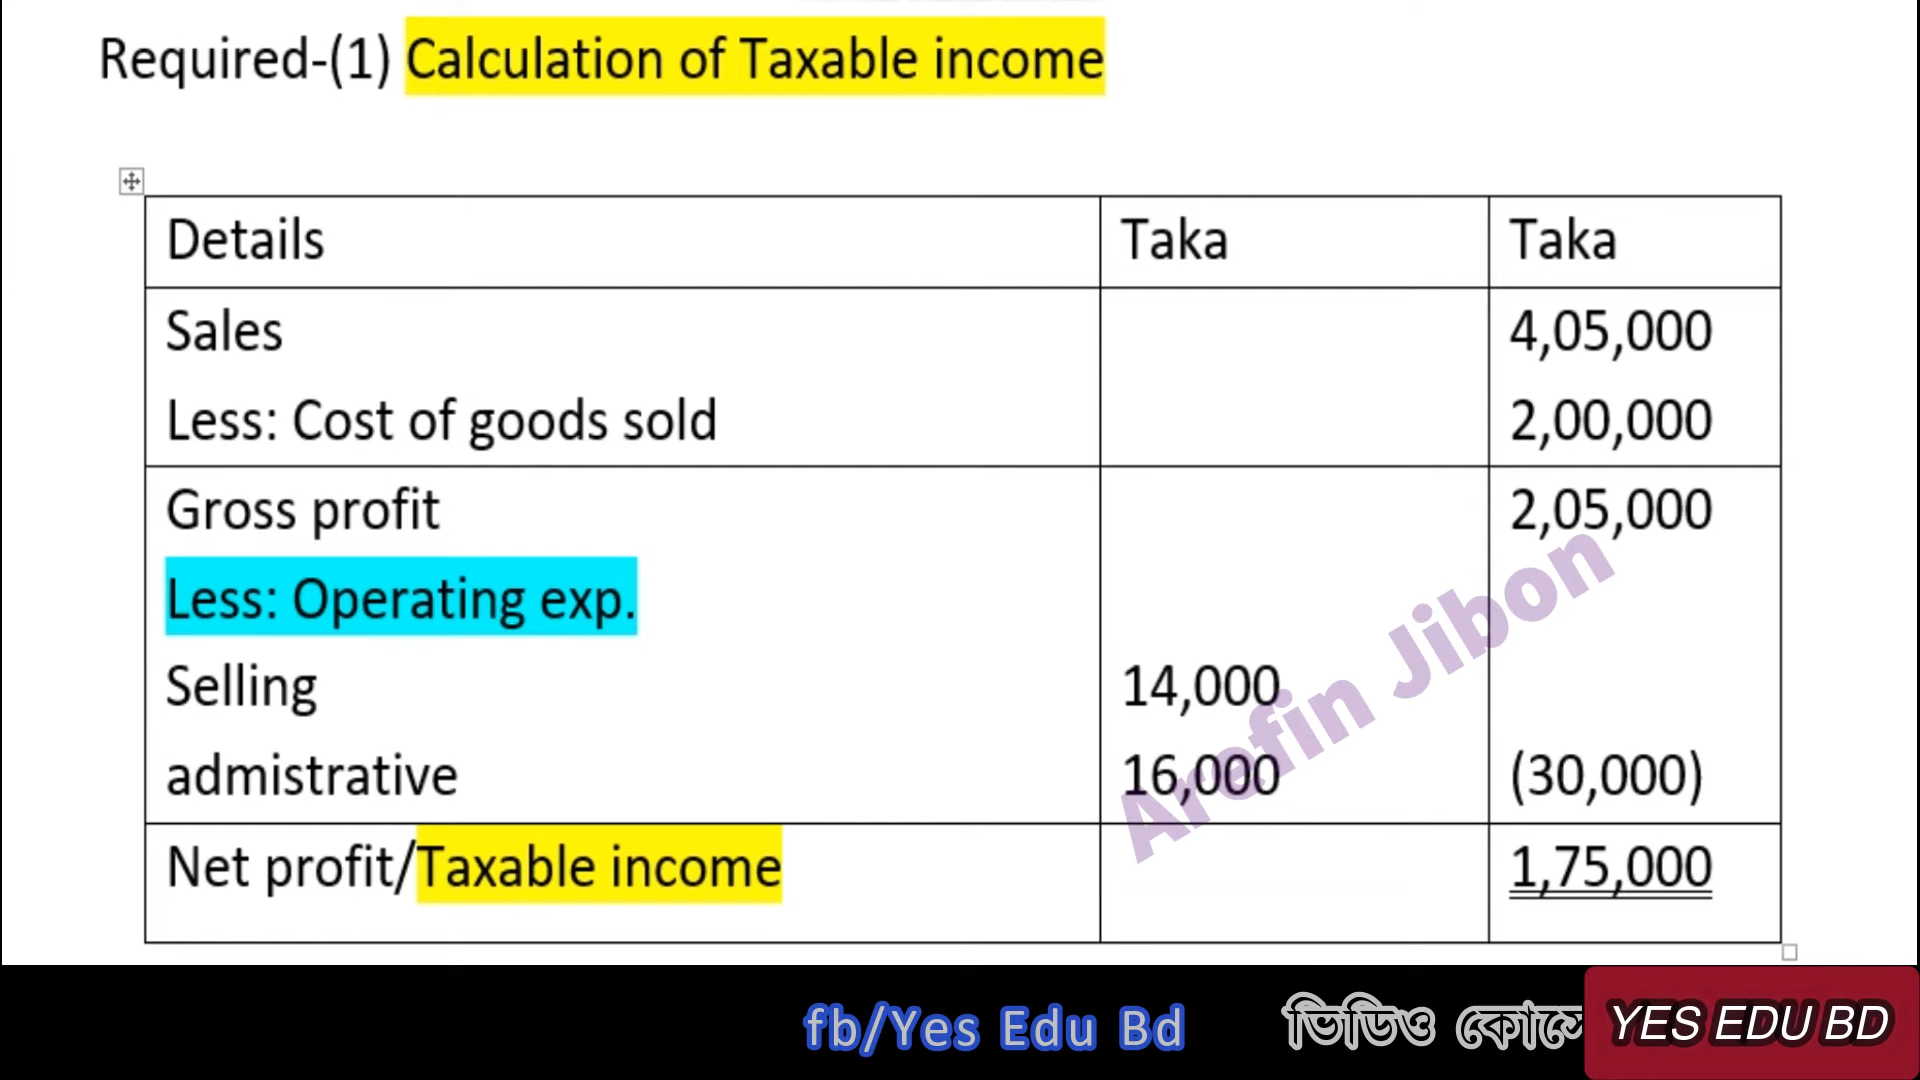 Required-(1) Calculation of Taxable income
Details Taka Taka
Sales 4,05,000
Less: Cost of goods sold 2,00,000
Gross profit 2,05,000
Less: Operating exp.
Selling 14,000
admistrative 16,000 (30,000)
Net profit/Taxable income 1,75,000
Arefin Jibon
fb/Yes Edu Bd ভিডিও YES EDU BD